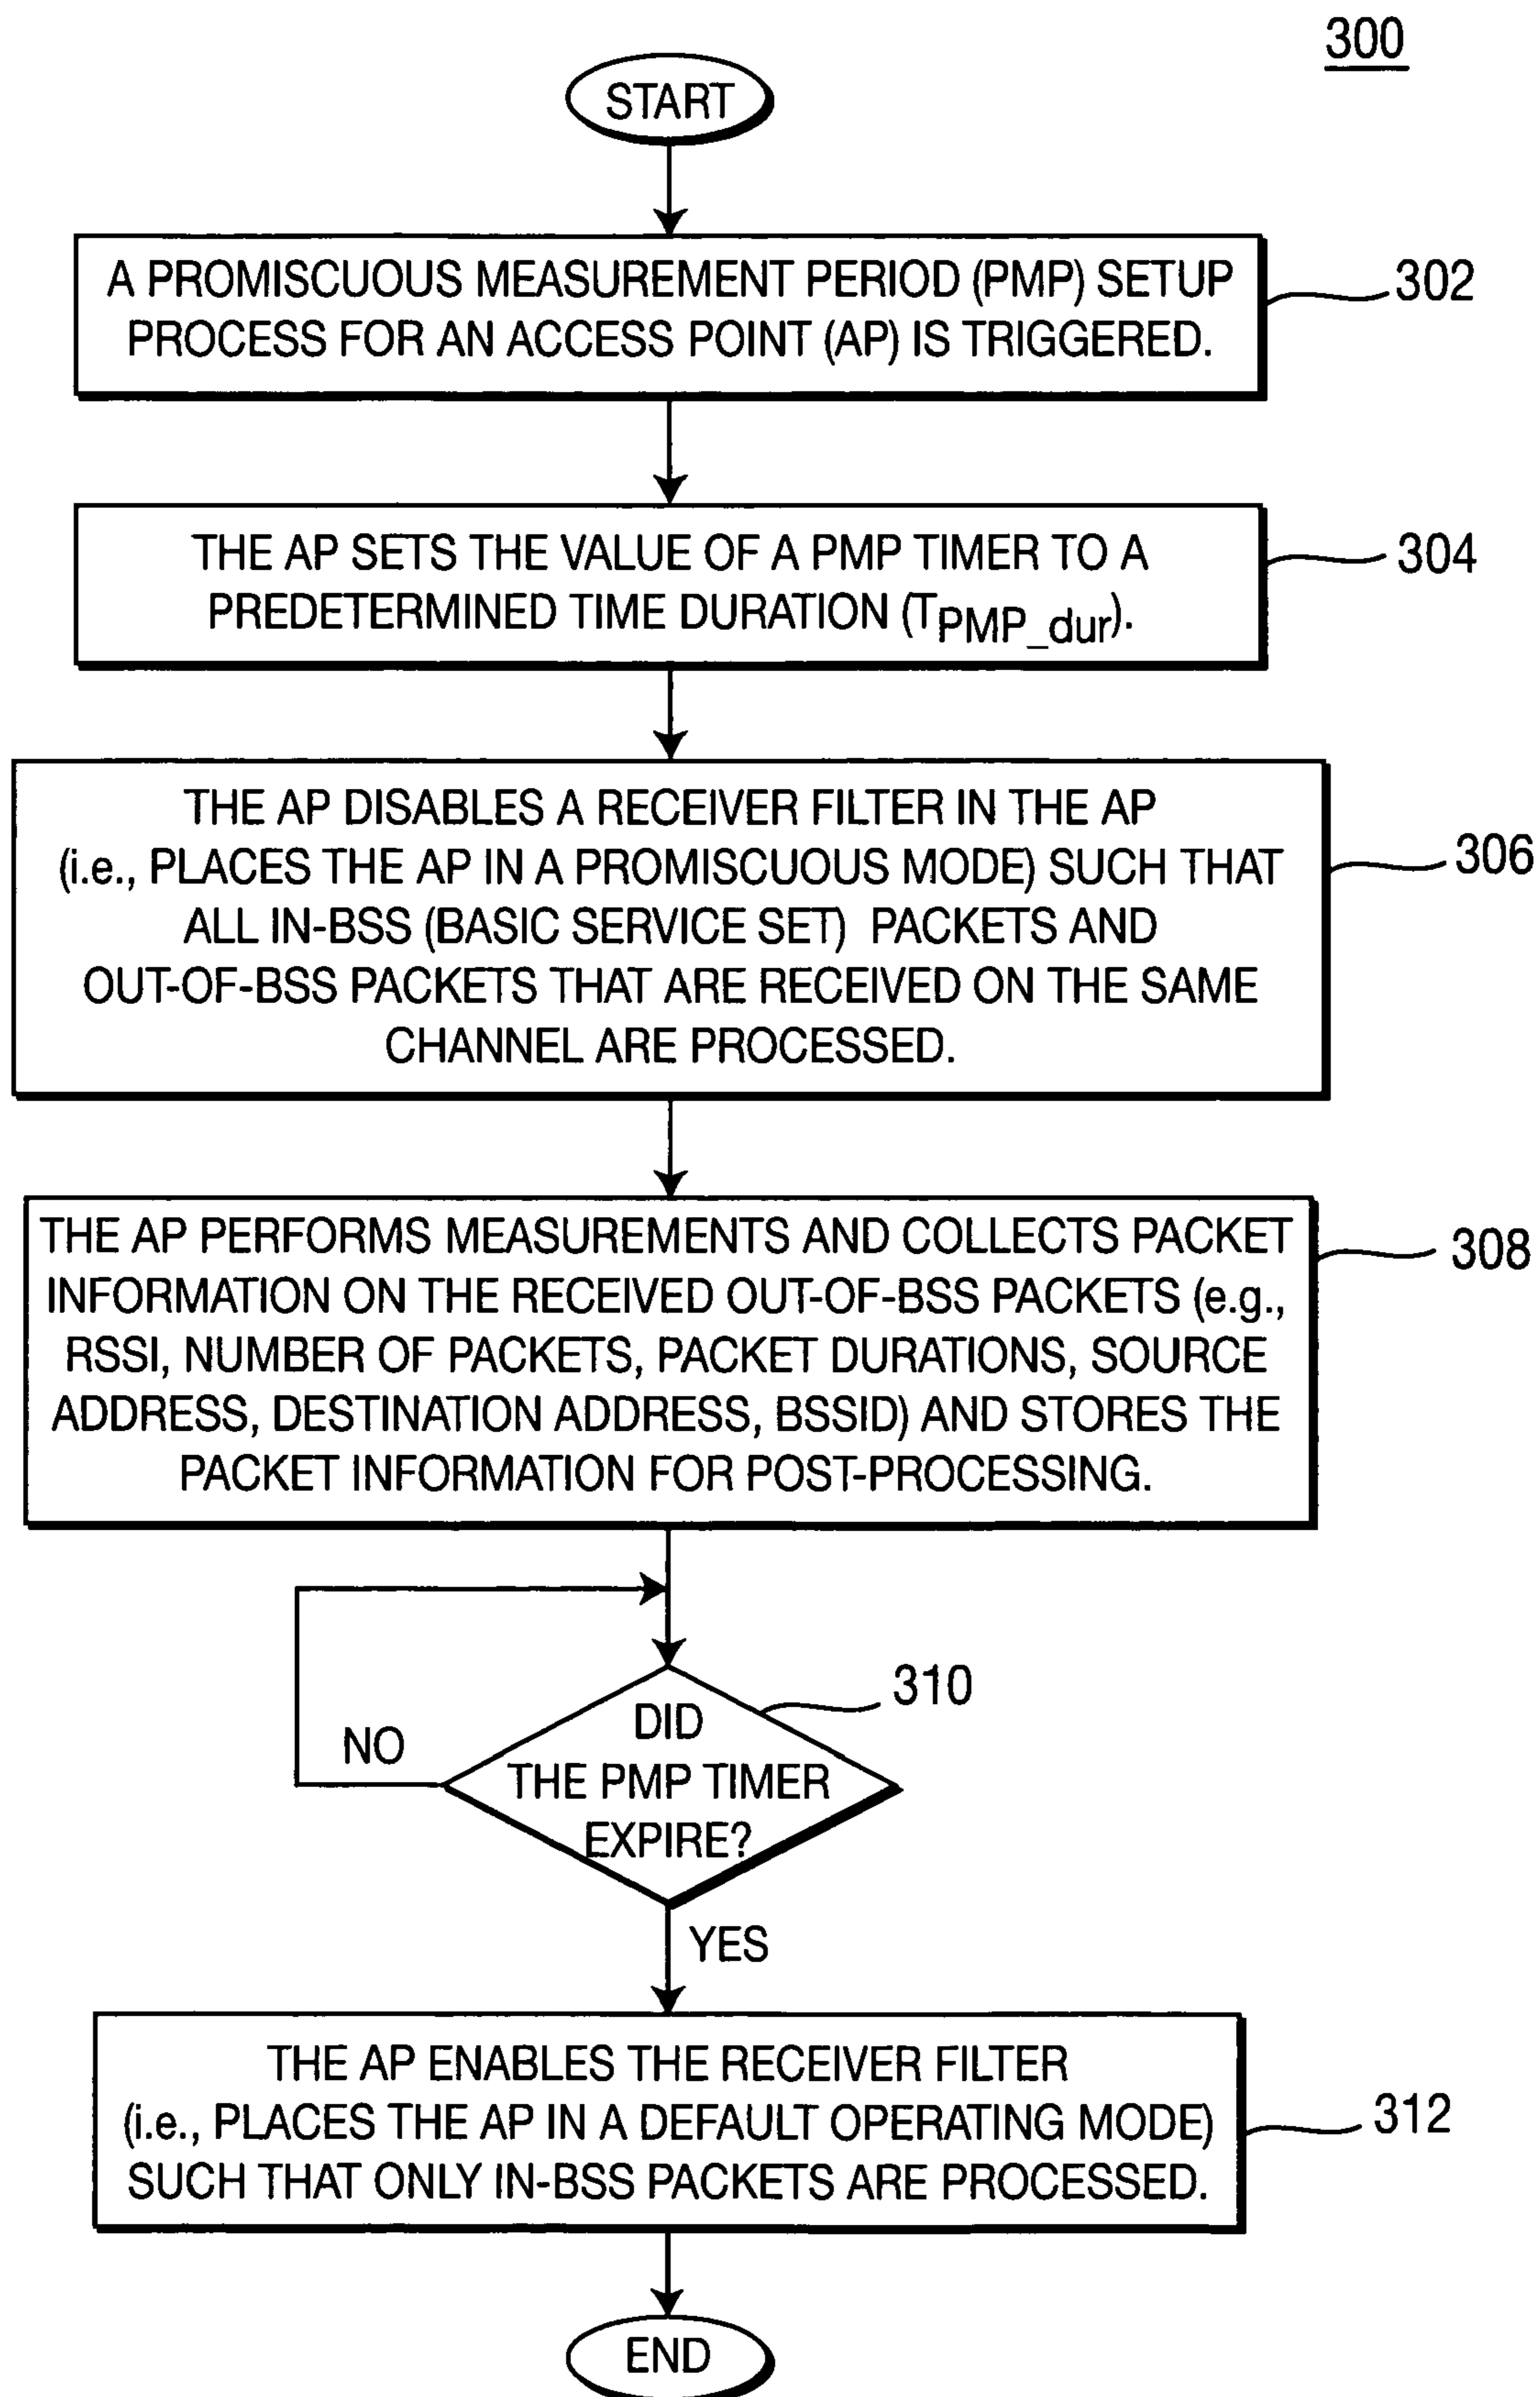 300
START
A PROMISCUOUS MEASUREMENT PERIOD (PMP) SETUP
PROCESS FOR AN ACCESS POINT (AP) IS TRIGGERED.
302
THE AP SETS THE VALUE OF A PMP TIMER TO A
PREDETERMINED TIME DURATION (TPMP_dur).
304
THE AP DISABLES A RECEIVER FILTER IN THE AP
(i.e., PLACES THE AP IN A PROMISCUOUS MODE) SUCH THAT
ALL IN-BSS (BASIC SERVICE SET) PACKETS AND
OUT-OF-BSS PACKETS THAT ARE RECEIVED ON THE SAME
CHANNEL ARE PROCESSED.
306
THE AP PERFORMS MEASUREMENTS AND COLLECTS PACKET
INFORMATION ON THE RECEIVED OUT-OF-BSS PACKETS (e.g.,
RSSI, NUMBER OF PACKETS, PACKET DURATIONS, SOURCE
ADDRESS, DESTINATION ADDRESS, BSSID) AND STORES THE
PACKET INFORMATION FOR POST-PROCESSING.
308
DID
THE PMP TIMER
EXPIRE?
310
NO
YES
THE AP ENABLES THE RECEIVER FILTER
(i.e., PLACES THE AP IN A DEFAULT OPERATING MODE)
SUCH THAT ONLY IN-BSS PACKETS ARE PROCESSED.
312
END